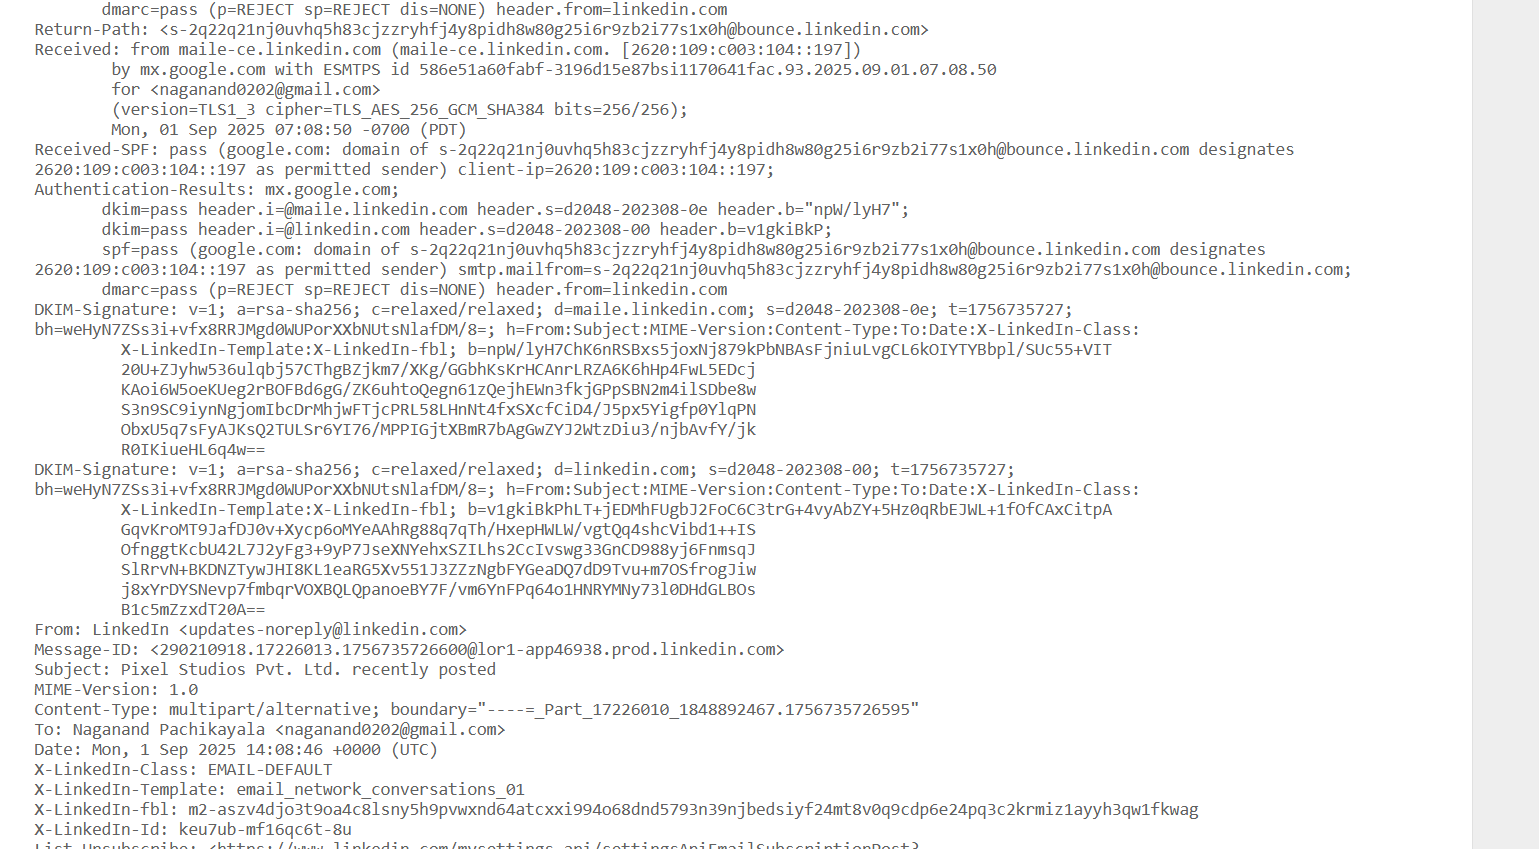 dmarc=pass (p=REJECT sp=REJECT dis=NONE) header.from=linkedin.com
Return-Path: <s-2q22q21nj0uvhq5h83cjzzryhfj4y8pidh8w80g25i6r9zb2i77s1x0h@bounce.linkedin.com>
Received: from maile-ce.linkedin.com (maile-ce.linkedin.com. [2620:109:c003:104::197])
by mx.google.com with ESMTPS id 586e51a60fabf-3196d15e87bsi1170641fac.93.2025.09.01.07.08.50
for <naganand0202@gmail.com>
(version=TLS1_3 cipher=TLS_AES_256_GCM_SHA384 bits=256/256);
Mon, 01 Sep 2025 07:08:50 -0700 (PDT)
Received-SPF: pass (google.com: domain of s-2q22q21nj0uvhq5h83cjzzryhfj4y8pidh8w80g25i6r9zb2i77s1x0h@bounce.linkedin.com designates
2620:109:c003:104::197 as permitted sender) client-ip=2620:109:c003:104::197;
Authentication-Results: mx.google.com;
dkim=pass header.i=@maile.linkedin.com header.s=d2048-202308-0e header.b="npW/lyH7";
dkim=pass header.i=@linkedin.com header.s=d2048-202308-00 header.b=v1gkiBkP;
spf=pass (google.com: domain of s-2q22q21nj0uvhq5h83cjzzryhfj4y8pidh8w80g25i6r9zb2i77s1x0h@bounce.linkedin.com designates
2620:109:c003:104::197 as permitted sender) smtp.mailfrom=s-2q22q21nj0uvhq5h83cjzzryhfj4y8pidh8w80g25i6r9zb2i77s1x0h@bounce.linkedin.com;
dmarc=pass (p=REJECT sp=REJECT dis=NONE) header.from=linkedin.com
DKIM-Signature: v=1; a=rsa-sha256; c=relaxed/relaxed; d=maile.linkedin.com; s=d2048-202308-0e; t=1756735727;
bh=weHyN7ZSs3i+vfx8RRJMgd0WUPorXXbNUtsNlafDM/8=; h=From:Subject:MIME-Version:Content-Type:To:Date:X-LinkedIn-Class:
X-LinkedIn-Template:X-LinkedIn-fbl; b=npW/lyH7ChK6nRSBxs5joxNj879kPbNBAsFjniuLvgCL6kOIYTYBbpl/SUc55+VIT
20U+ZJyhw536ulqbj57CThgBZjkm7/XKg/GGbhKsKrHCAnrLRZA6K6hHp4FwL5EDcj
KAoi6W5oeKUeg2rBOFBd6gG/ZK6uhtoQegn61zQejhEWn3fkjGPpSBN2m4ilSDbe8w
S3n9SC9iynNgjomIbcDrMhjwFTjcPRL58LHnNt4fxSXcfCiD4/J5px5Yigfp0YlqPN
ObxU5q7sFyAJKsQ2TULSr6YI76/MPPIGjtXBmR7bAgGwZYJ2WtzDiu3/njbAvfY/jk
R0IKiueHL6q4w==
DKIM-Signature: v=1; a=rsa-sha256; c=relaxed/relaxed; d=linkedin.com; s=d2048-202308-00; t=1756735727;
bh=weHyN7ZSs3i+vfx8RRJMgd0WUPorXXbNUtsNlafDM/8=; h=From:Subject:MIME-Version:Content-Type:To:Date:X-LinkedIn-Class:
X-LinkedIn-Template:X-LinkedIn-fbl; b=v1gkiBkPhLT+jEDMhFUgbJ2FoC6C3trG+4vyAbZY+5Hz0qRbEJWL+1fOfCAxCitpA
GqvKroMT9JafDJ0v+Xycp6oMYeAAhRg88q7qTh/HxepHWLW/vgtQq4shcVibd1++IS
OfnggtKcbU42L7J2yFg3+9yP7JseXNYehxSZILhs2CcIvswg33GnCD988yj6FnmsqJ
SlRrvN+BKDNZTywJHI8KL1eaRG5Xv551J3ZZzNgbFYGeaDQ7dD9Tvu+m7OSfrogJiw
j8xYrDYSNevp7fmbqrVOXBQLQpanoeBY7F/vm6YnFPq64o1HNRYMNy73l0DHdGLBOs
B1c5mZzxdT20A==
From: LinkedIn <updates-noreply@linkedin.com>
Message-ID: <290210918.17226013.1756735726600@lor1-app46938.prod.linkedin.com>
Subject: Pixel Studios Pvt. Ltd. recently posted
MIME-Version: 1.0
Content-Type: multipart/alternative; boundary="----=_Part_17226010_1848892467.1756735726595"
To: Naganand Pachikayala <naganand0202@gmail.com>
Date: Mon, 1 Sep 2025 14:08:46 +0000 (UTC)
X-LinkedIn-Class: EMAIL-DEFAULT
X-LinkedIn-Template: email_network_conversations_01
X-LinkedIn-fbl: m2-aszv4djo3t9oa4c8lsny5h9pvwxnd64atcxxi994o68dnd5793n39njbedsiyf24mt8v0q9cdp6e24pq3c2krmiz1ayyh3qw1fkwag
X-LinkedIn-Id: keu7ub-mf16qc6t-8u
List-Unsubscribe: <https://www.linkedin.com/mysettings-api/settingsApiEmailSubscriptionPost?